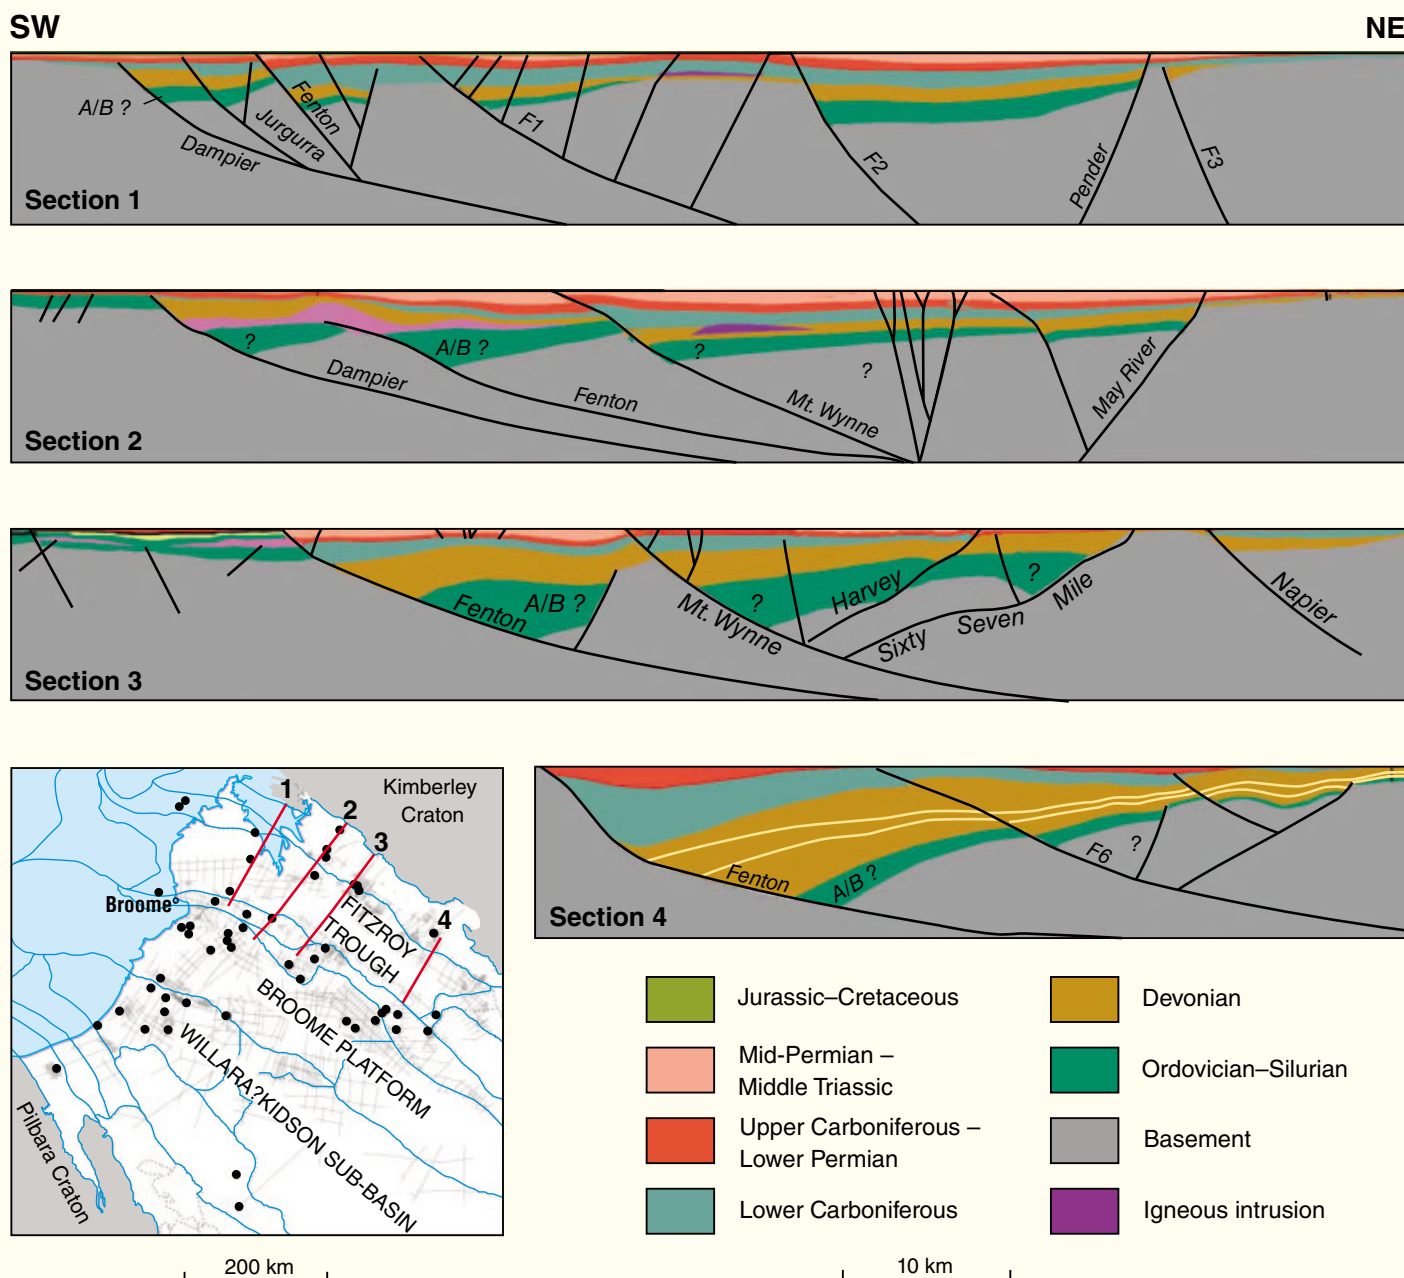 SW
NE
A/B ?
Dampier
Jurgurra
Fenton
F1
F2
Pender
F3
Section 1
?
A/B ?
Dampier
Fenton
?
Mt. Wynne
?
May River
Section 2
Fenton
A/B ?
Mt. Wynne
?
Harvey
?
Sixty
Seven
Mile
Napier
Section 3
Kimberley
Craton
1
2
3
4
Broome
FITZROY
TROUGH
BROOME PLATFORM
WILLARA?KIDSON SUB-BASIN
Pilbara Craton
200 km
Fenton
A/B ?
F6
?
Section 4
Jurassic–Cretaceous
Mid-Permian –
Middle Triassic
Upper Carboniferous –
Lower Permian
Lower Carboniferous
Devonian
Ordovician–Silurian
Basement
Igneous intrusion
10 km